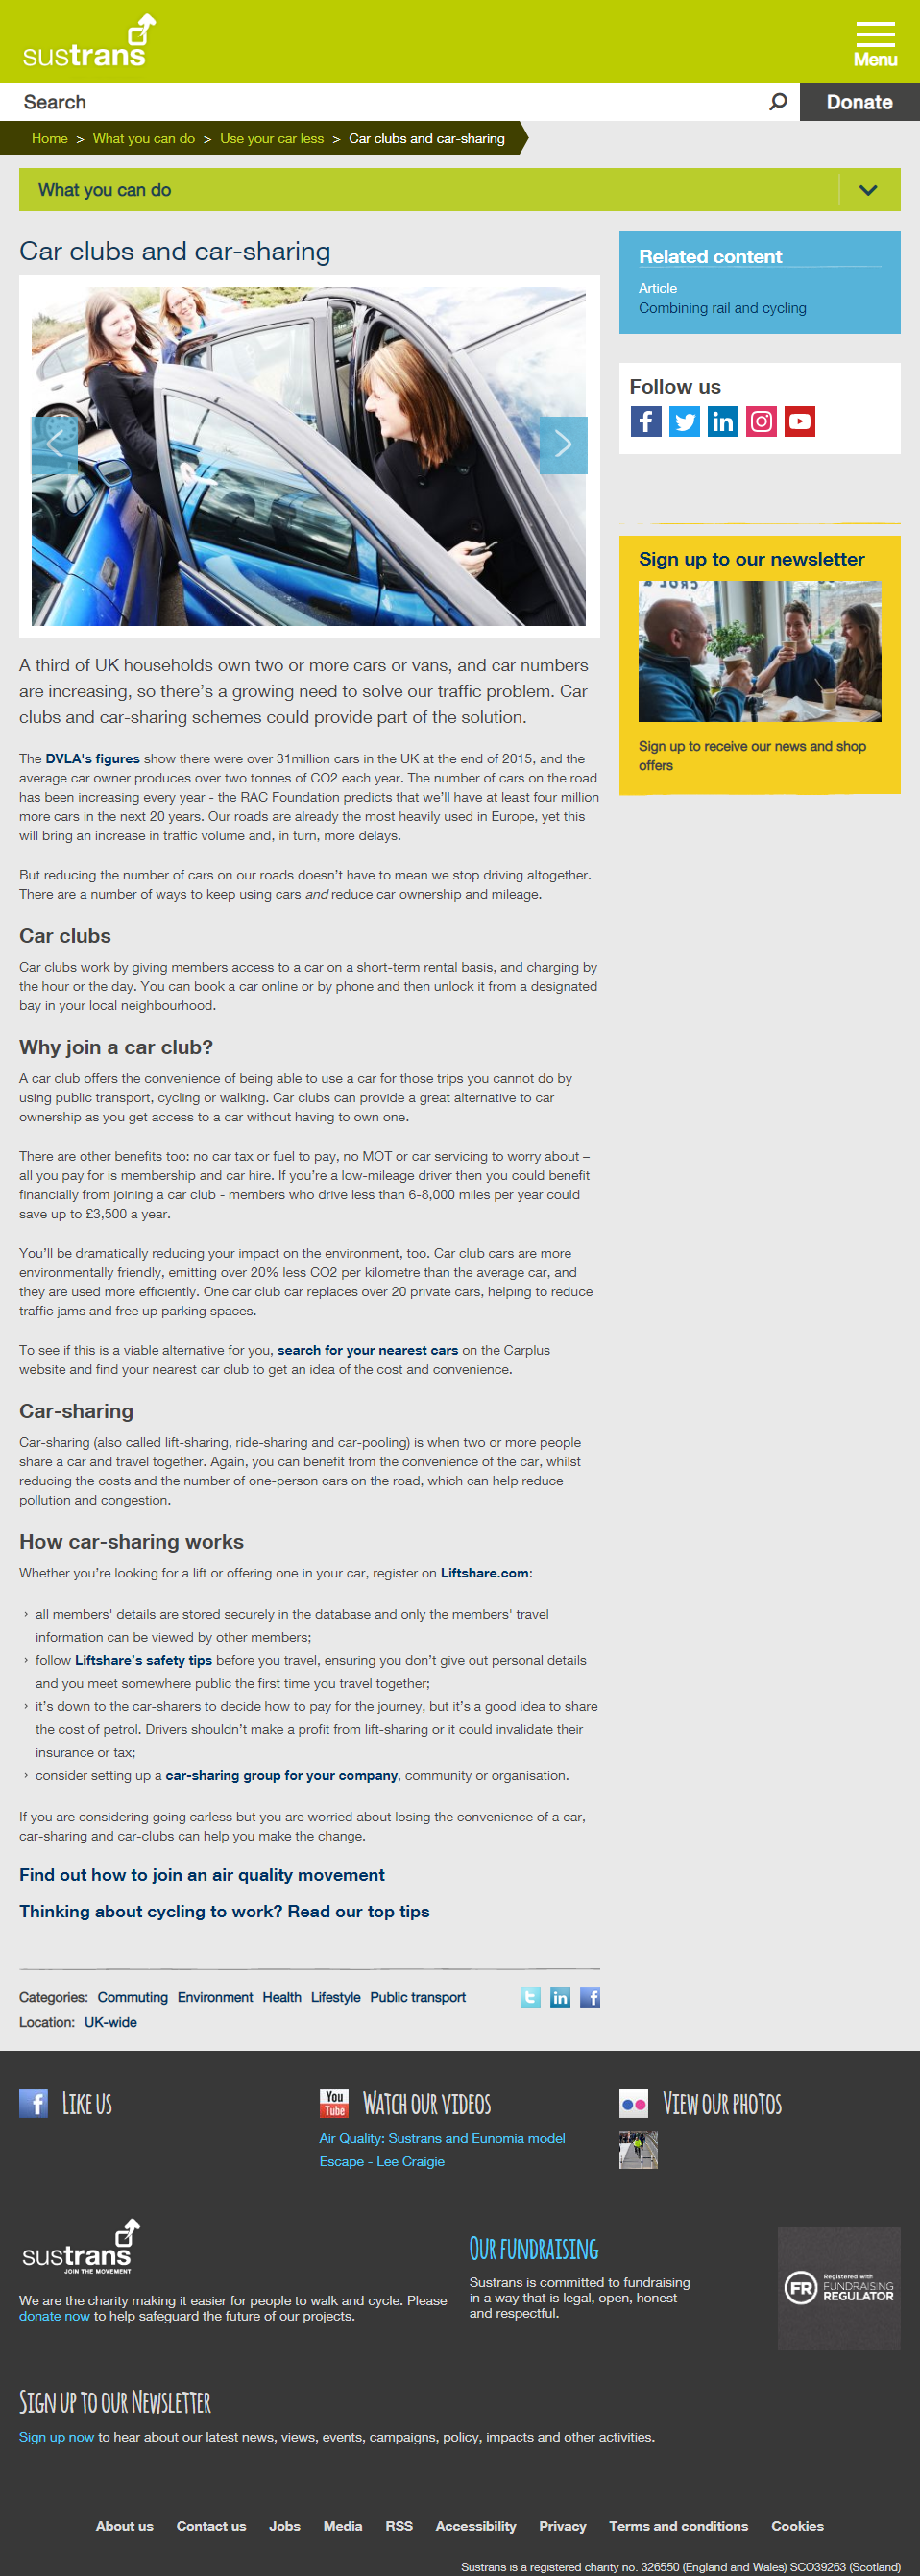 sustrans
Menu
Search
Donate
Home > What you can do > Use your car less > Car clubs and car-sharing
What you can do
Car clubs and car-sharing
A third of UK households own two or more cars or vans, and car numbers
are increasing, so there’s a growing need to solve our traffic problem. Car
clubs and car-sharing schemes could provide part of the solution.
The DVLA's figures show there were over 31million cars in the UK at the end of 2015, and the
average car owner produces over two tonnes of CO2 each year. The number of cars on the road
has been increasing every year - the RAC Foundation predicts that we’ll have at least four million
more cars in the next 20 years. Our roads are already the most heavily used in Europe, yet this
will bring an increase in traffic volume and, in turn, more delays.
But reducing the number of cars on our roads doesn’t have to mean we stop driving altogether.
There are a number of ways to keep using cars and reduce car ownership and mileage.
Car clubs
Car clubs work by giving members access to a car on a short-term rental basis, and charging by
the hour or the day. You can book a car online or by phone and then unlock it from a designated
bay in your local neighbourhood.
Why join a car club?
A car club offers the convenience of being able to use a car for those trips you cannot do by
using public transport, cycling or walking. Car clubs can provide a great alternative to car
ownership as you get access to a car without having to own one.
There are other benefits too: no car tax or fuel to pay, no MOT or car servicing to worry about –
all you pay for is membership and car hire. If you’re a low-mileage driver then you could benefit
financially from joining a car club - members who drive less than 6-8,000 miles per year could
save up to £3,500 a year.
You’ll be dramatically reducing your impact on the environment, too. Car club cars are more
environmentally friendly, emitting over 20% less CO2 per kilometre than the average car, and
they are used more efficiently. One car club car replaces over 20 private cars, helping to reduce
traffic jams and free up parking spaces.
To see if this is a viable alternative for you, search for your nearest cars on the Carplus
website and find your nearest car club to get an idea of the cost and convenience.
Car-sharing
Car-sharing (also called lift-sharing, ride-sharing and car-pooling) is when two or more people
share a car and travel together. Again, you can benefit from the convenience of the car, whilst
reducing the costs and the number of one-person cars on the road, which can help reduce
pollution and congestion.
How car-sharing works
Whether you’re looking for a lift or offering one in your car, register on Liftshare.com:
› all members' details are stored securely in the database and only the members' travel
information can be viewed by other members;
› follow Liftshare’s safety tips before you travel, ensuring you don’t give out personal details
and you meet somewhere public the first time you travel together;
› it’s down to the car-sharers to decide how to pay for the journey, but it’s a good idea to share
the cost of petrol. Drivers shouldn’t make a profit from lift-sharing or it could invalidate their
insurance or tax;
› consider setting up a car-sharing group for your company, community or organisation.
If you are considering going carless but you are worried about losing the convenience of a car,
car-sharing and car-clubs can help you make the change.
Find out how to join an air quality movement
Thinking about cycling to work? Read our top tips
Categories: Commuting Environment Health Lifestyle Public transport
Location: UK-wide
Related content
Article
Combining rail and cycling
Follow us
Sign up to our newsletter
Sign up to receive our news and shop
offers
Like us
You
Tube
Watch our videos
Air Quality: Sustrans and Eunomia model
Escape - Lee Craigie
View our photos
sustrans
JOIN THE MOVEMENT
We are the charity making it easier for people to walk and cycle. Please
donate now to help safeguard the future of our projects.
Our fundraising
Sustrans is committed to fundraising
in a way that is legal, open, honest
and respectful.
FR
Registered with
FUNDRAISING
REGULATOR
Sign up to our Newsletter
Sign up now to hear about our latest news, views, events, campaigns, policy, impacts and other activities.
About us Contact us Jobs Media RSS Accessibility Privacy Terms and conditions Cookies
Sustrans is a registered charity no. 326550 (England and Wales) SCO39263 (Scotland)